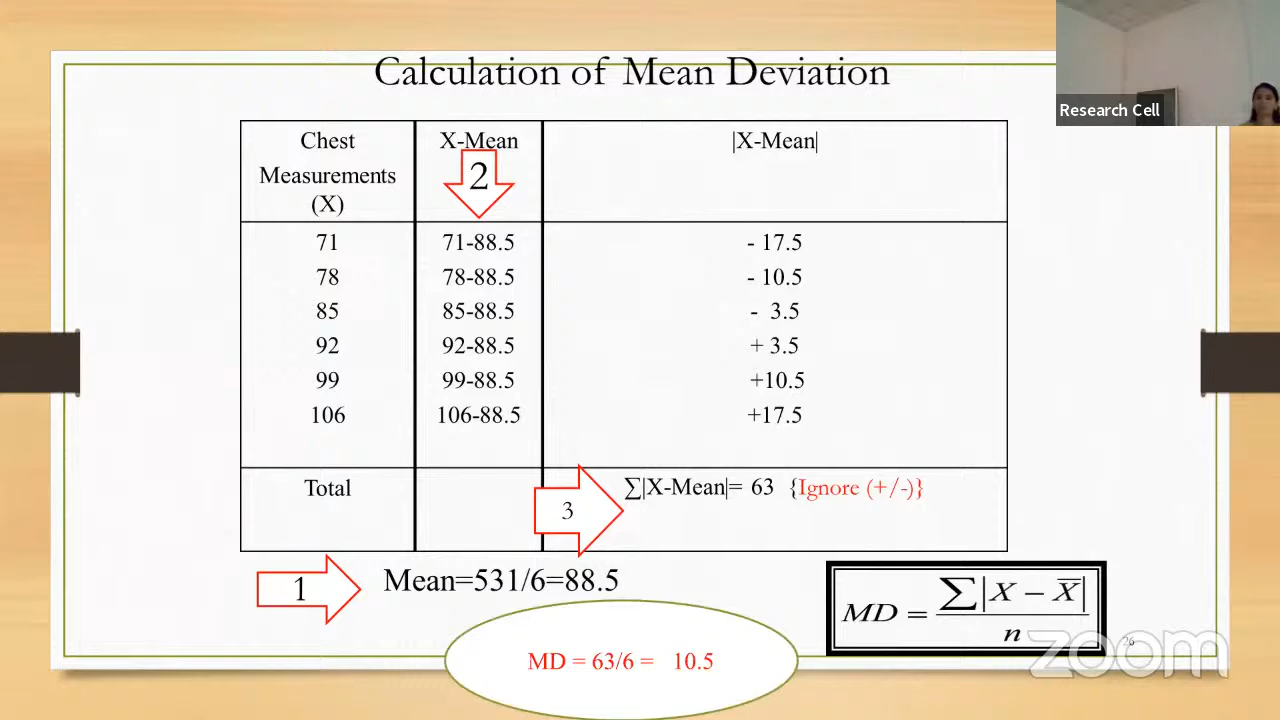 Calculation of Mean Deviation
Research Cell
Chest Measurements (X) X-Mean |X-Mean|
2
71 71-88.5 - 17.5
78 78-88.5 - 10.5
85 85-88.5 - 3.5
92 92-88.5 + 3.5
99 99-88.5 +10.5
106 106-88.5 +17.5
Total ∑|X-Mean|= 63 {Ignore (+/-)}
3
1 Mean=531/6=88.5
MD = ∑|X − X̅| / n
26
zoom
MD = 63/6 = 10.5